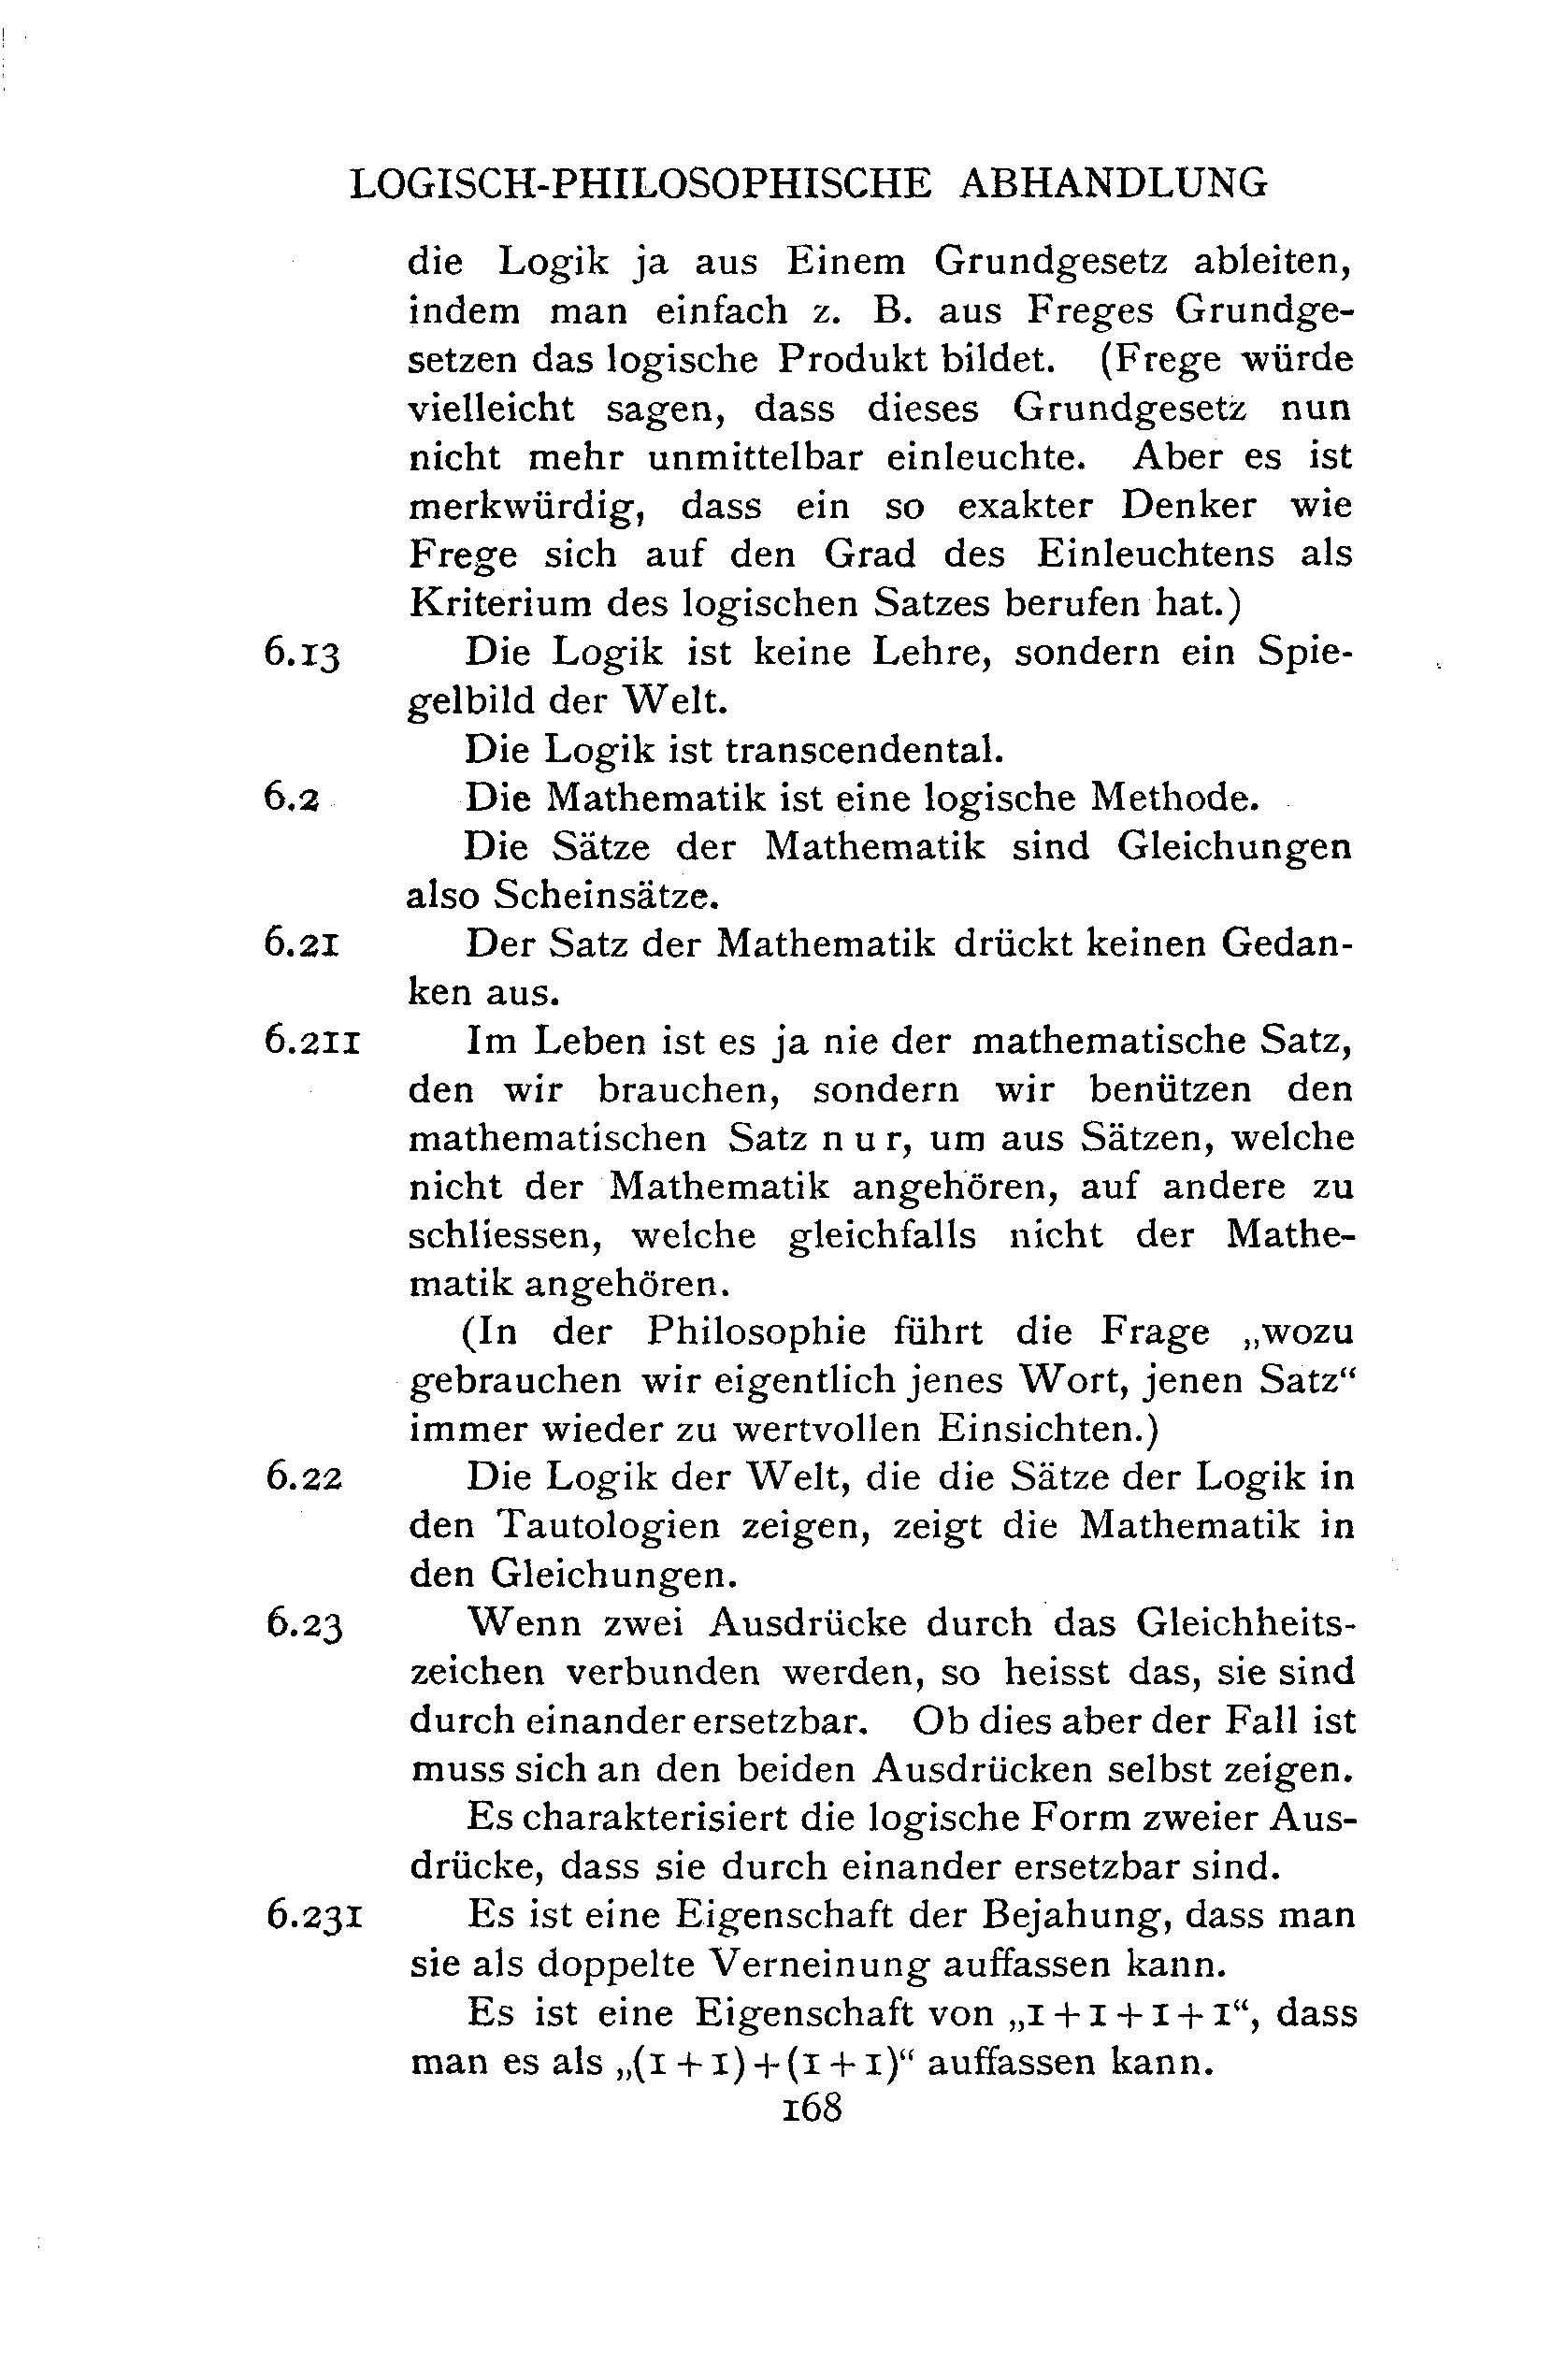 LOGISCH-PHILOSOPHISCHE ABHANDLUNG
die Logik ja aus Einem Grundgesetz ableiten,
indem man einfach z. B. aus Freges Grundge-
setzen das logische Produkt bildet. (Frege würde
vielleicht sagen, dass dieses Grundgesetz nun
nicht mehr unmittelbar einleuchte. Aber es ist
merkwürdig, dass ein so exakter Denker wie
Frege sich auf den Grad des Einleuchtens als
Kriterium des logischen Satzes berufen hat.)
6.13 Die Logik ist keine Lehre, sondern ein Spie-
gelbild der Welt.
Die Logik ist transcendental.
6.2 Die Mathematik ist eine logische Methode.
Die Sätze der Mathematik sind Gleichungen
also Scheinsätze.
6.21 Der Satz der Mathematik drückt keinen Gedan-
ken aus.
6.211 Im Leben ist es ja nie der mathematische Satz,
den wir brauchen, sondern wir benützen den
mathematischen Satz n u r, um aus Sätzen, welche
nicht der Mathematik angehören, auf andere zu
schliessen, welche gleichfalls nicht der Mathe-
matik angehören.
(In der Philosophie führt die Frage „wozu
gebrauchen wir eigentlich jenes Wort, jenen Satz“
immer wieder zu wertvollen Einsichten.)
6.22 Die Logik der Welt, die die Sätze der Logik in
den Tautologien zeigen, zeigt die Mathematik in
den Gleichungen.
6.23 Wenn zwei Ausdrücke durch das Gleichheits-
zeichen verbunden werden, so heisst das, sie sind
durch einander ersetzbar. Ob dies aber der Fall ist
muss sich an den beiden Ausdrücken selbst zeigen.
Es charakterisiert die logische Form zweier Aus-
drücke, dass sie durch einander ersetzbar sind.
6.231 Es ist eine Eigenschaft der Bejahung, dass man
sie als doppelte Verneinung auffassen kann.
Es ist eine Eigenschaft von „1 + 1 + 1 + 1“, dass
man es als „(1 + 1) + (1 + 1)“ auffassen kann.
168